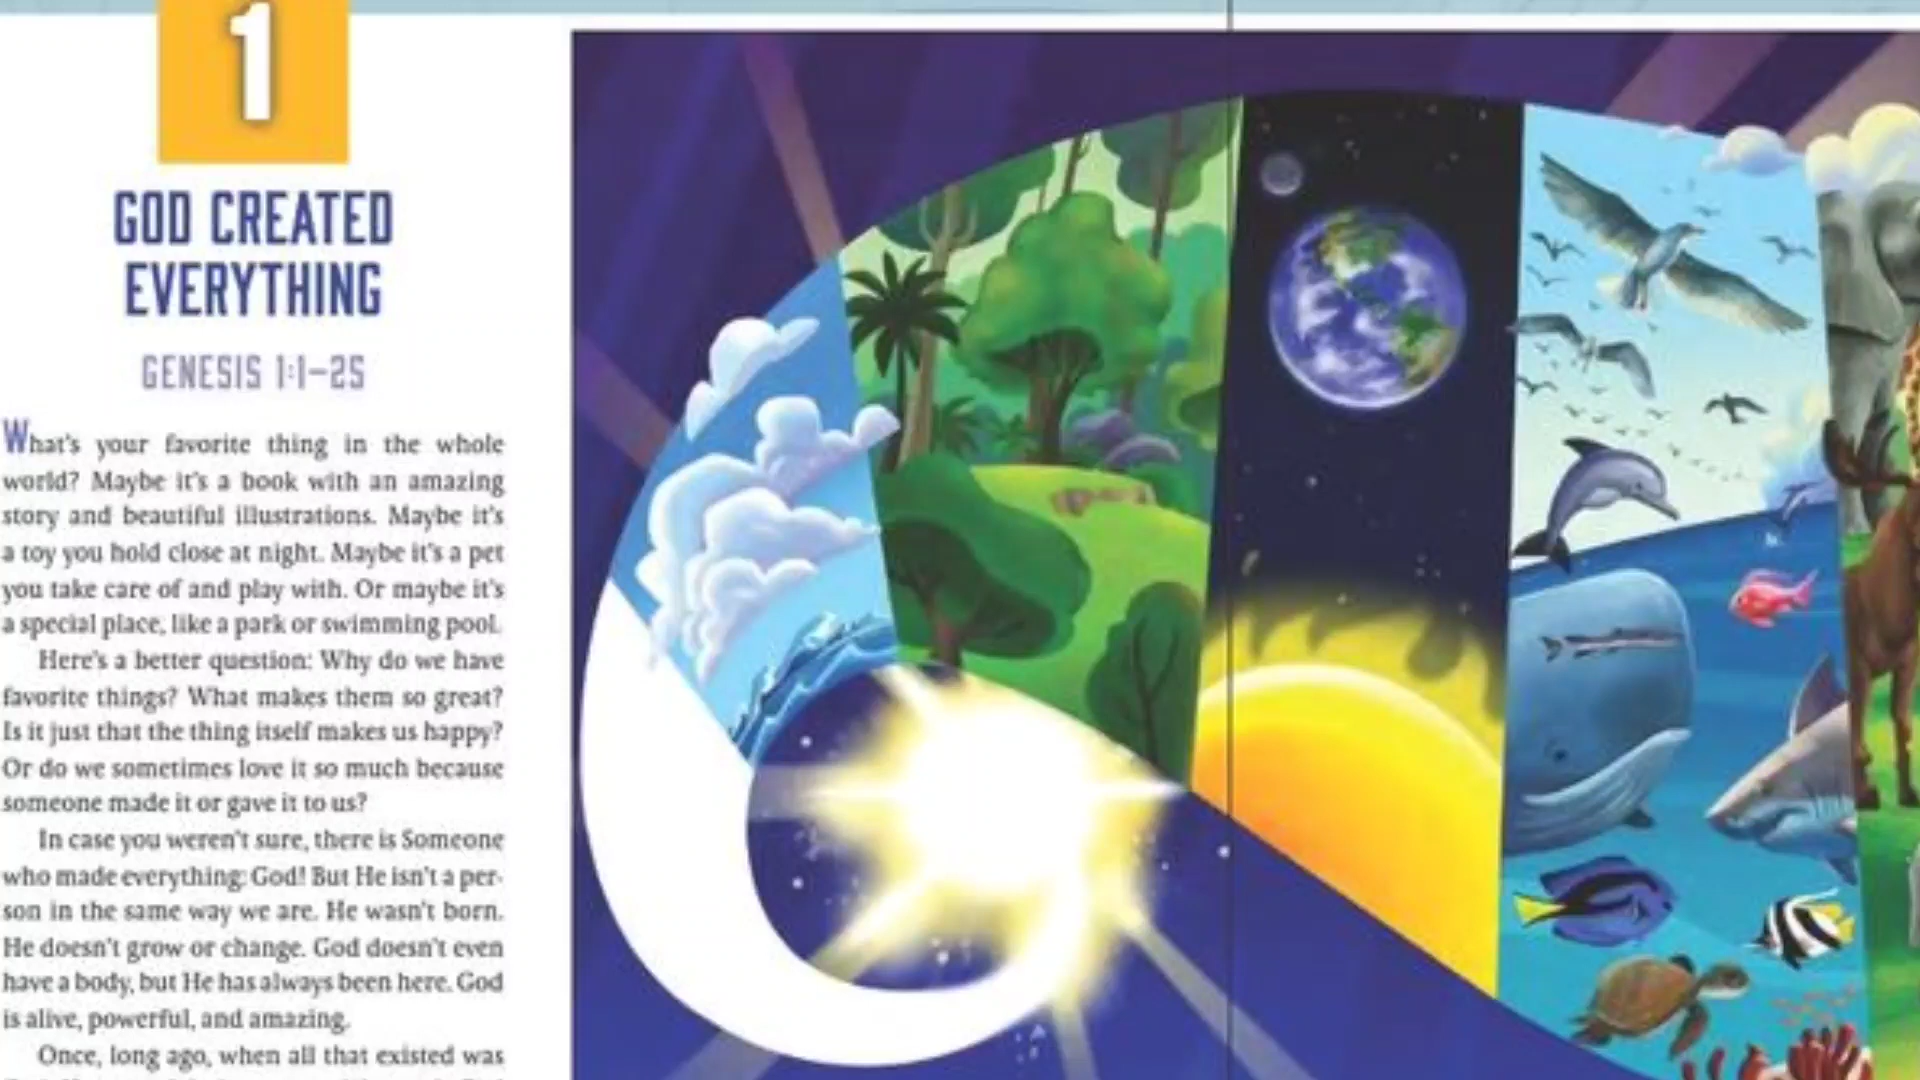 1
GOD CREATED
EVERYTHING
GENESIS 1:1–25
What's your favorite thing in the whole
world? Maybe it's a book with an amazing
story and beautiful illustrations. Maybe it's
a toy you hold close at night. Maybe it's a pet
you take care of and play with. Or maybe it's
a special place, like a park or swimming pool.
Here's a better question: Why do we have
favorite things? What makes them so great?
Is it just that the thing itself makes us happy?
Or do we sometimes love it so much because
someone made it or gave it to us?
In case you weren't sure, there is Someone
who made everything: God! But He isn't a per-
son in the same way we are. He wasn't born.
He doesn't grow or change. God doesn't even
have a body, but He has always been here. God
is alive, powerful, and amazing.
Once, long ago, when all that existed was